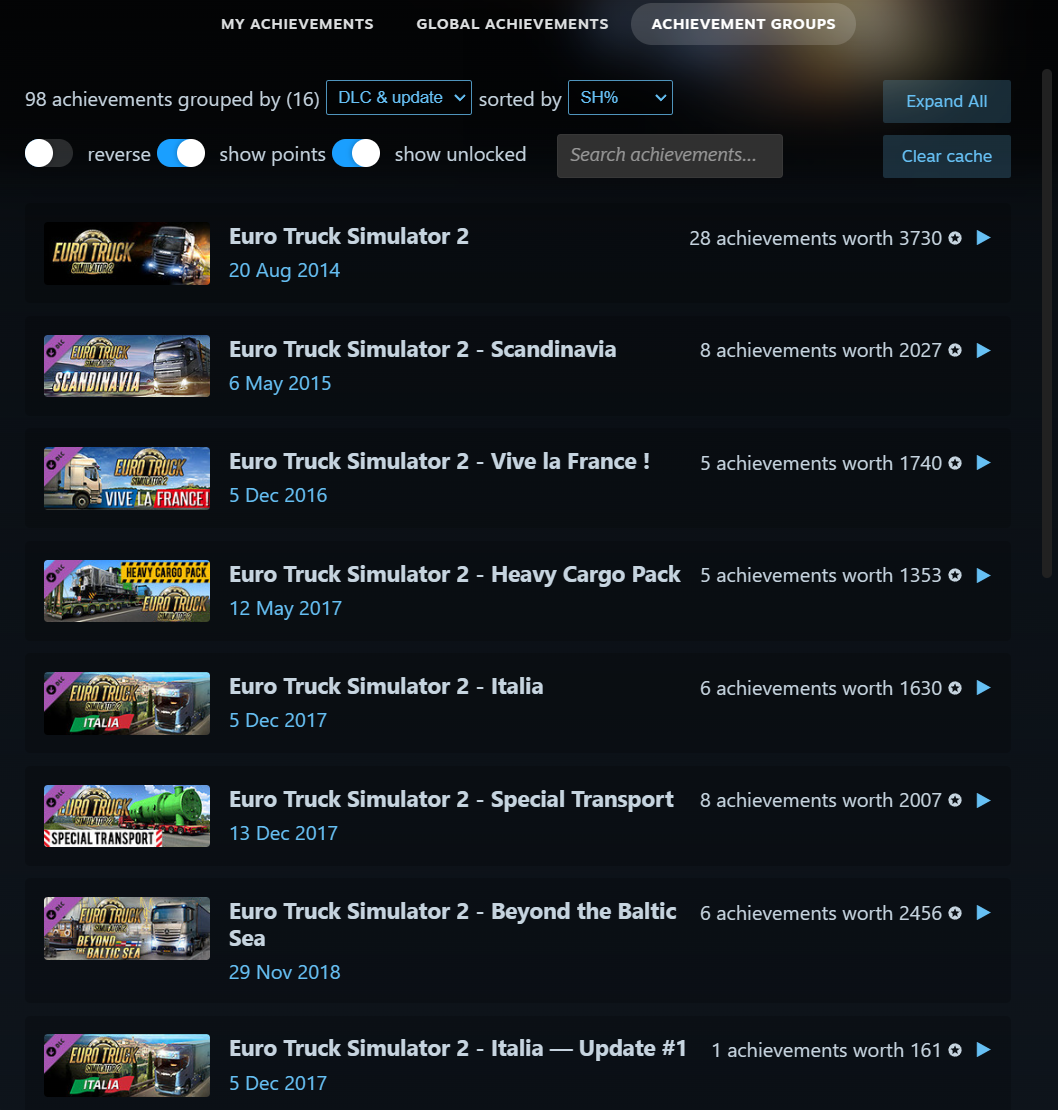 MY ACHIEVEMENTS GLOBAL ACHIEVEMENTS ACHIEVEMENT GROUPS
98 achievements grouped by (16) DLC & update sorted by SH% Expand All
reverse show points show unlocked Search achievements... Clear cache
EURO TRUCK
SIMULATOR 2
Euro Truck Simulator 2 28 achievements worth 3730
20 Aug 2014
DLC
EURO TRUCK
SIMULATOR 2
SCANDINAVIA
Euro Truck Simulator 2 - Scandinavia 8 achievements worth 2027
6 May 2015
DLC
EURO TRUCK
SIMULATOR 2
VIVE LA FRANCE!
Euro Truck Simulator 2 - Vive la France ! 5 achievements worth 1740
5 Dec 2016
DLC
HEAVY CARGO PACK
EURO TRUCK
SIMULATOR 2
Euro Truck Simulator 2 - Heavy Cargo Pack 5 achievements worth 1353
12 May 2017
DLC
EURO TRUCK
SIMULATOR 2
ITALIA
Euro Truck Simulator 2 - Italia 6 achievements worth 1630
5 Dec 2017
DLC
EURO TRUCK
SIMULATOR 2
SPECIAL TRANSPORT
Euro Truck Simulator 2 - Special Transport 8 achievements worth 2007
13 Dec 2017
DLC
EURO TRUCK
SIMULATOR 2
BEYOND
THE BALTIC SEA
Euro Truck Simulator 2 - Beyond the Baltic 6 achievements worth 2456
Sea
29 Nov 2018
DLC
EURO TRUCK
SIMULATOR 2
ITALIA
Euro Truck Simulator 2 - Italia — Update #1 1 achievements worth 161
5 Dec 2017